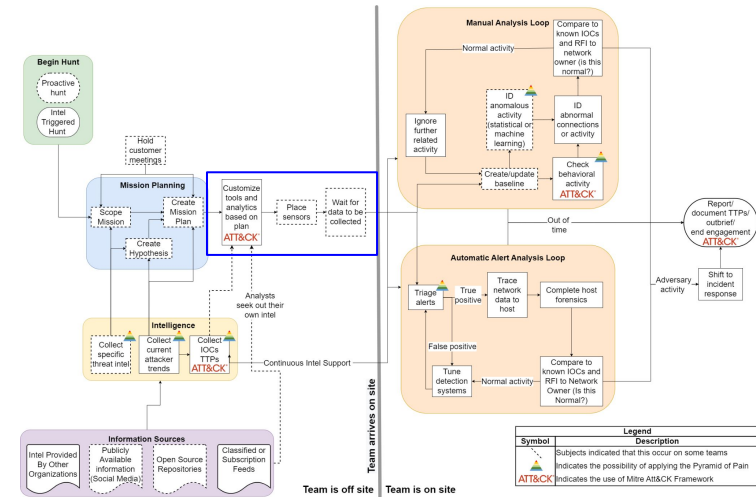 Begin Hunt
Proactive
hunt
Intel
Triggered
Hunt
Hold
customer
meetings
Mission Planning
Scope
Mission
Create
Mission
Plan
Create
Hypothesis
Customize
tools and
analytics
based on
plan
ATT&CK
Place
sensors
Wait for
data to be
collected
Analysts
seek out their
own intel
Intelligence
Collect
specific
threat intel
Collect
current
attacker
trends
Collect
IOCs
TTPs
ATT&CK
Continuous Intel Support
Information Sources
Intel Provided
By Other
Organizations
Publicly
Available
information
(Social Media)
Open Source
Repositories
Classified or
Subscription
Feeds
Team arrives on site
Team is off site
Team is on site
Manual Analysis Loop
Normal activity
Compare to
known IOCs
and RFI to
network
owner (is this
normal?)
Ignore
further
related
activity
ID
anomalous
activity
(statistical or
machine
learning)
ID
abnormal
connections
or activity
Create/update
baseline
Check
behavioral
activity
ATT&CK
Out of
time
Automatic Alert Analysis Loop
Triage
alerts
True
positive
Trace
network
data to
host
Complete host
forensics
False positive
Tune
detection
systems
Normal activity
Compare to
known IOCs and
RFI to Network
Owner (Is this
Normal?)
Adversary
activity
Shift to
incident
response
Report/
document TTPs/
outbrief/
end engagement
ATT&CK
Legend
Symbol Description
Subjects indicated that this occur on some teams
Indicates the possibility of applying the Pyramid of Pain
ATT&CK Indicates the use of Mitre Att&CK Framework